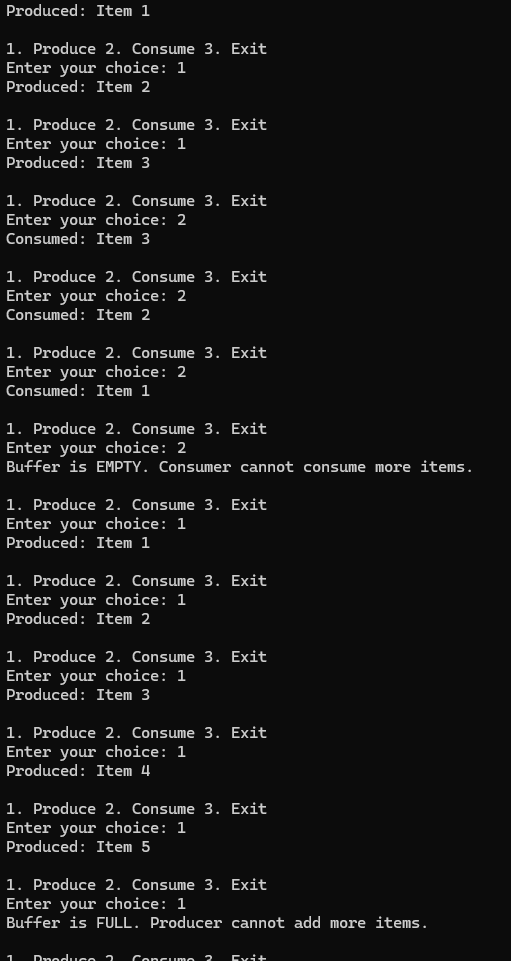 Produced: Item 1
1. Produce 2. Consume 3. Exit
Enter your choice: 1
Produced: Item 2
1. Produce 2. Consume 3. Exit
Enter your choice: 1
Produced: Item 3
1. Produce 2. Consume 3. Exit
Enter your choice: 2
Consumed: Item 3
1. Produce 2. Consume 3. Exit
Enter your choice: 2
Consumed: Item 2
1. Produce 2. Consume 3. Exit
Enter your choice: 2
Consumed: Item 1
1. Produce 2. Consume 3. Exit
Enter your choice: 2
Buffer is EMPTY. Consumer cannot consume more items.
1. Produce 2. Consume 3. Exit
Enter your choice: 1
Produced: Item 1
1. Produce 2. Consume 3. Exit
Enter your choice: 1
Produced: Item 2
1. Produce 2. Consume 3. Exit
Enter your choice: 1
Produced: Item 3
1. Produce 2. Consume 3. Exit
Enter your choice: 1
Produced: Item 4
1. Produce 2. Consume 3. Exit
Enter your choice: 1
Produced: Item 5
1. Produce 2. Consume 3. Exit
Enter your choice: 1
Buffer is FULL. Producer cannot add more items.
1. Produce 2. Consume 3. Exit